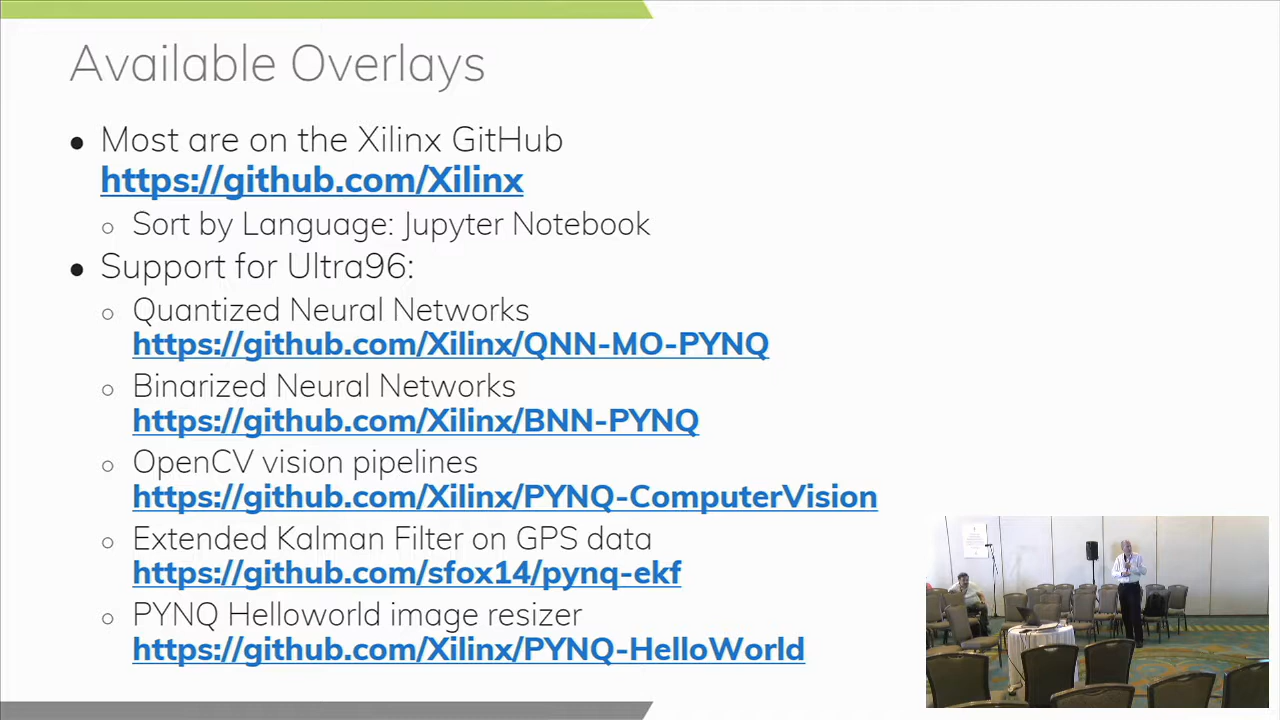 Available Overlays
• Most are on the Xilinx GitHub
https://github.com/Xilinx
○ Sort by Language: Jupyter Notebook
• Support for Ultra96:
○ Quantized Neural Networks
https://github.com/Xilinx/QNN-MO-PYNQ
○ Binarized Neural Networks
https://github.com/Xilinx/BNN-PYNQ
○ OpenCV vision pipelines
https://github.com/Xilinx/PYNQ-ComputerVision
○ Extended Kalman Filter on GPS data
https://github.com/sfox14/pynq-ekf
○ PYNQ Helloworld image resizer
https://github.com/Xilinx/PYNQ-HelloWorld